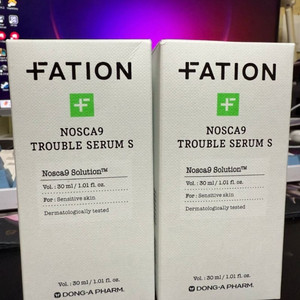 FATION
NOSCA9
TROUBLE SERUM S
Nosca9 Solution™
Vol. : 30 ml / 1.01 fl. oz.
For : Sensitive skin
Dermatologically tested
Vol. : 30 ml / 1.01 fl. oz.
DONG-A PHARM.
FATION
NOSCA9
TROUBLE SERUM S
Nosca9 Solution™
Vol. : 30 ml / 1.01 fl. oz.
For : Sensitive skin
Dermatologically tested
Vol. : 30 ml / 1.01 fl. oz.
DONG-A PHARM.